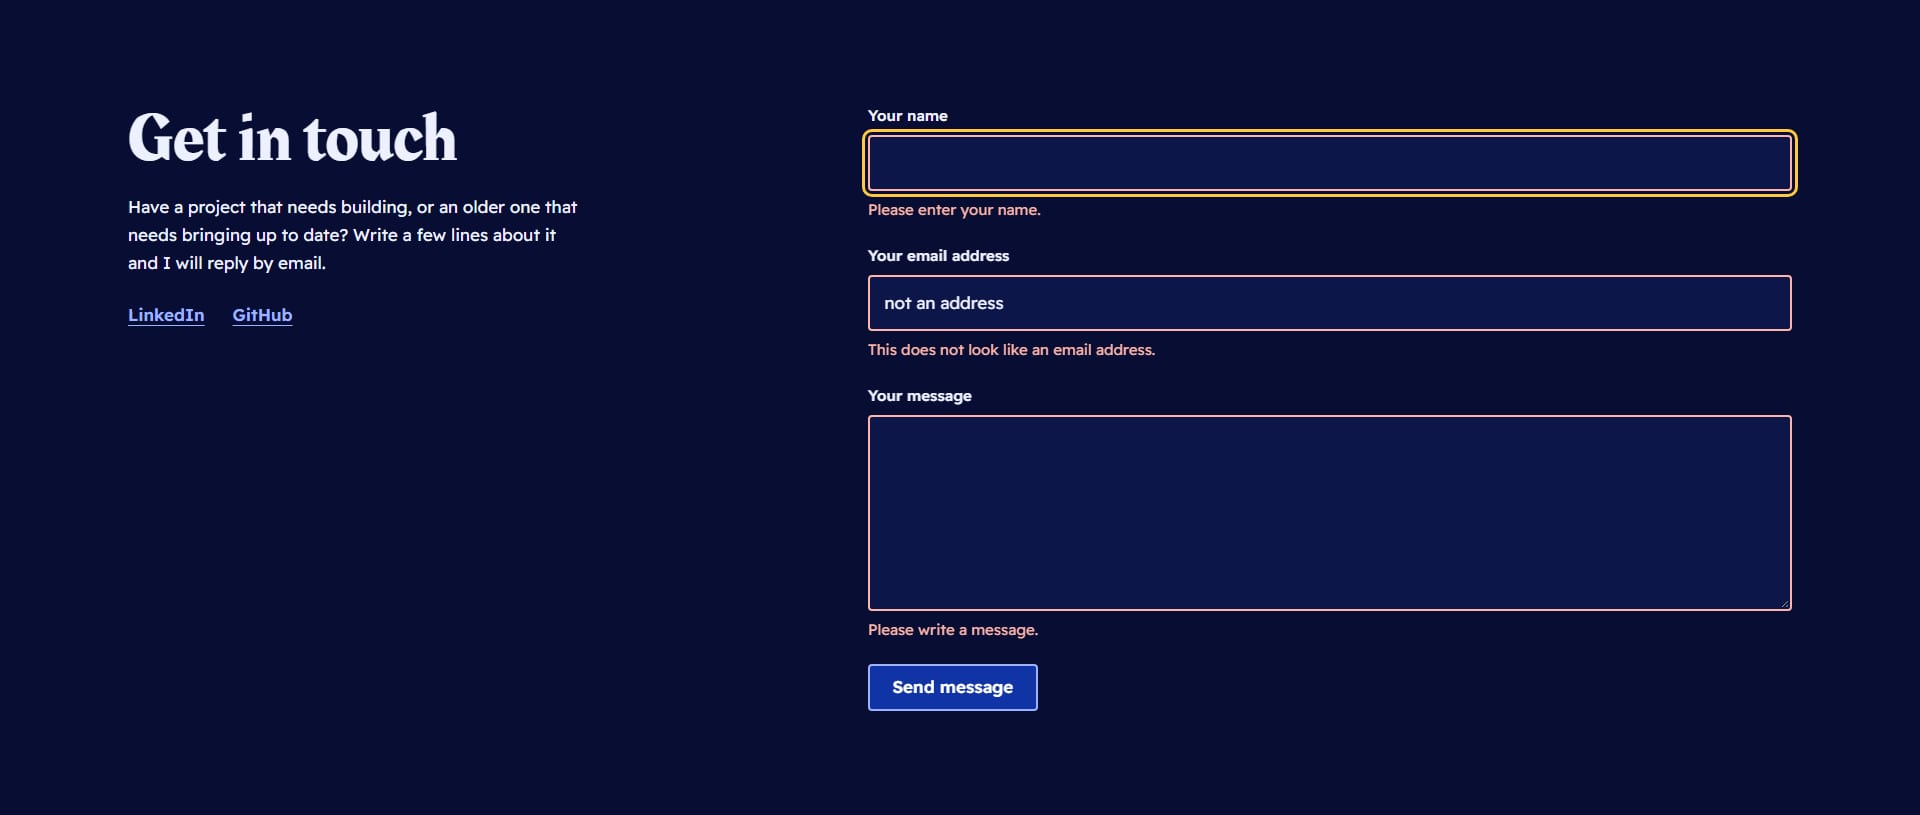 Get in touch
Have a project that needs building, or an older one that
needs bringing up to date? Write a few lines about it
and I will reply by email.
LinkedIn GitHub
Your name
Please enter your name.
Your email address
not an address
This does not look like an email address.
Your message
Please write a message.
Send message